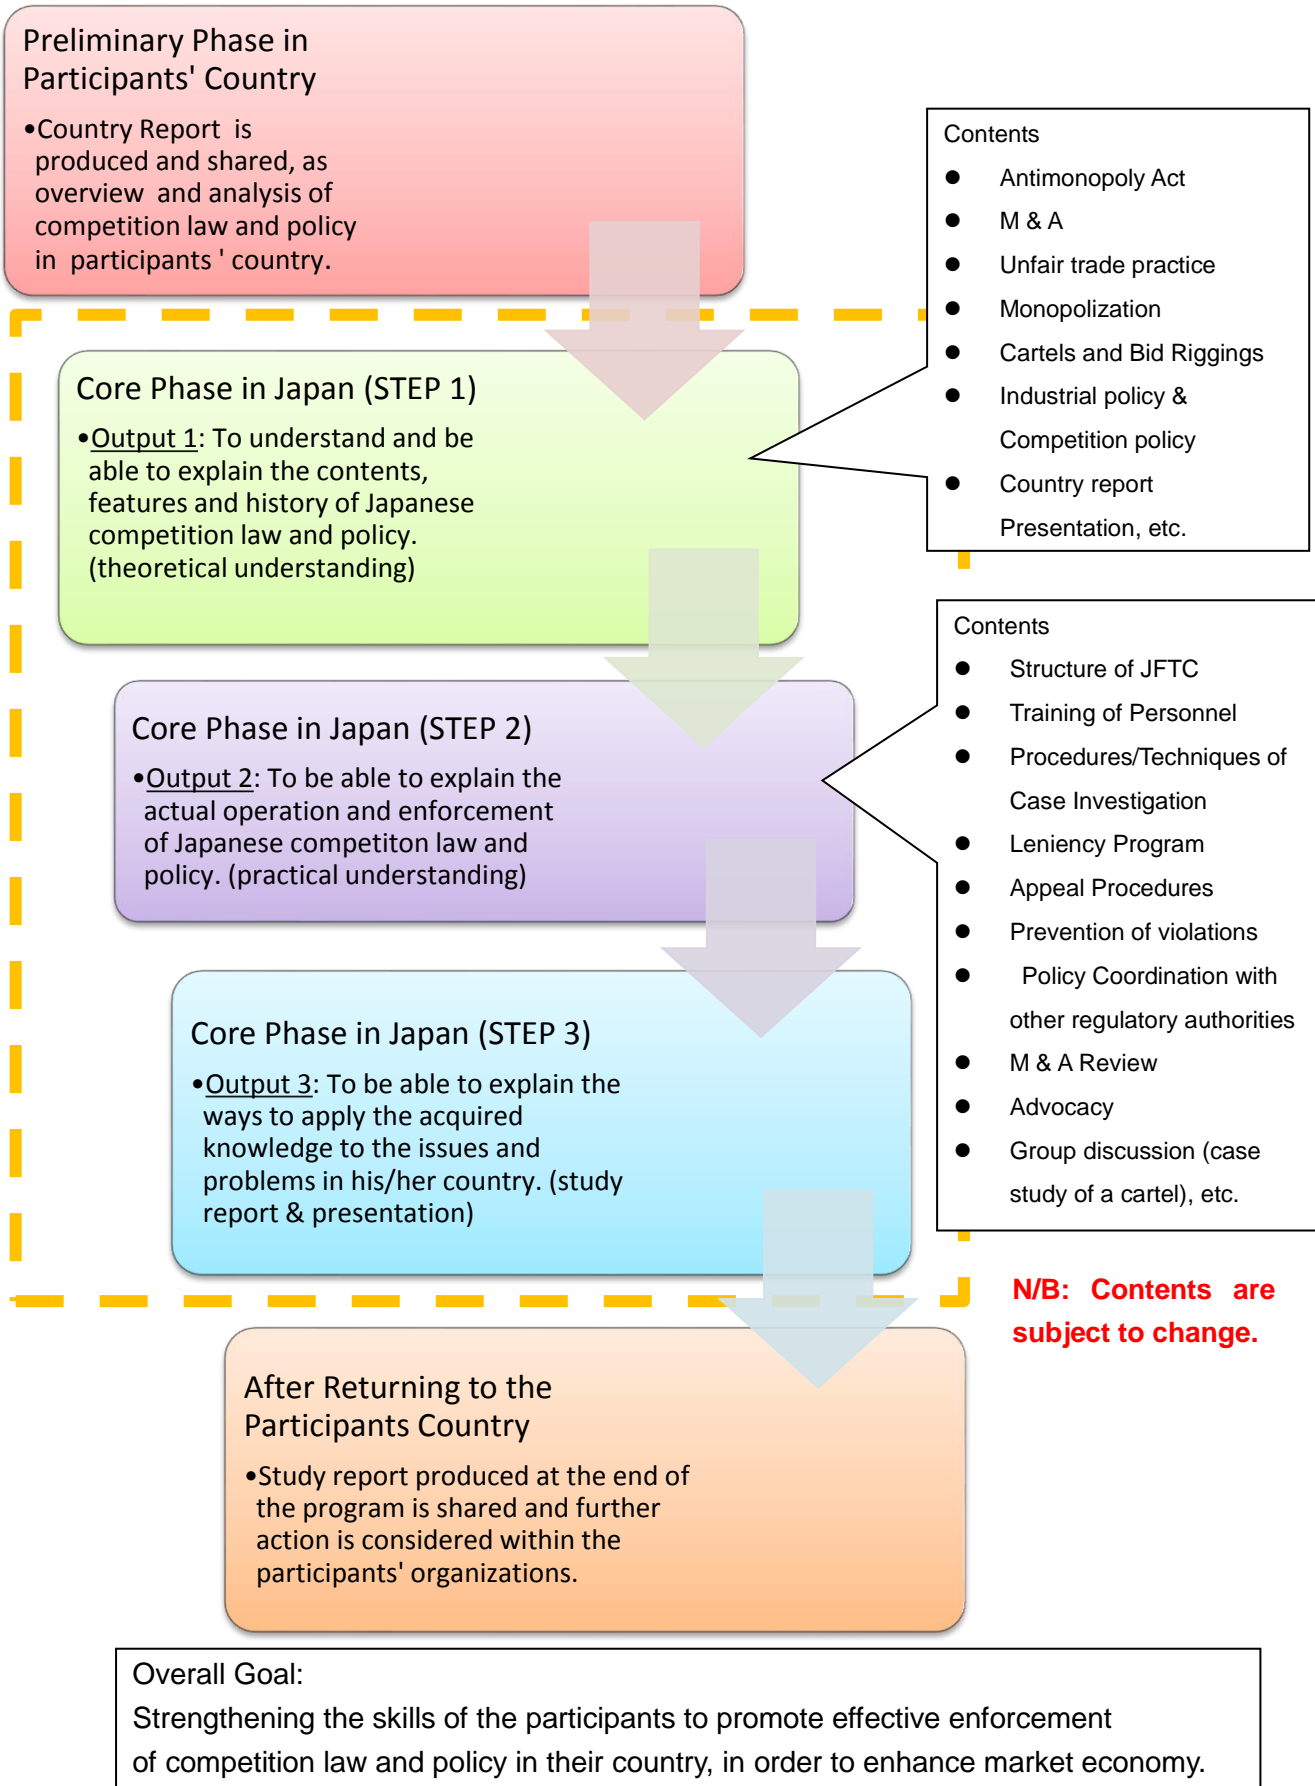 Preliminary Phase in
Participants' Country
•Country Report is
produced and shared, as
overview and analysis of
competition law and policy
in participants ' country.
Contents
● Antimonopoly Act
● M & A
● Unfair trade practice
● Monopolization
● Cartels and Bid Riggings
● Industrial policy &
Competition policy
● Country report
Presentation, etc.
Core Phase in Japan (STEP 1)
•Output 1: To understand and be
able to explain the contents,
features and history of Japanese
competition law and policy.
(theoretical understanding)
Contents
● Structure of JFTC
● Training of Personnel
● Procedures/Techniques of
Case Investigation
● Leniency Program
● Appeal Procedures
● Prevention of violations
● Policy Coordination with
other regulatory authorities
● M & A Review
● Advocacy
● Group discussion (case
study of a cartel), etc.
Core Phase in Japan (STEP 2)
•Output 2: To be able to explain the
actual operation and enforcement
of Japanese competiton law and
policy. (practical understanding)
Core Phase in Japan (STEP 3)
•Output 3: To be able to explain the
ways to apply the acquired
knowledge to the issues and
problems in his/her country. (study
report & presentation)
N/B: Contents are
subject to change.
After Returning to the
Participants Country
•Study report produced at the end of
the program is shared and further
action is considered within the
participants' organizations.
Overall Goal:
Strengthening the skills of the participants to promote effective enforcement
of competition law and policy in their country, in order to enhance market economy.